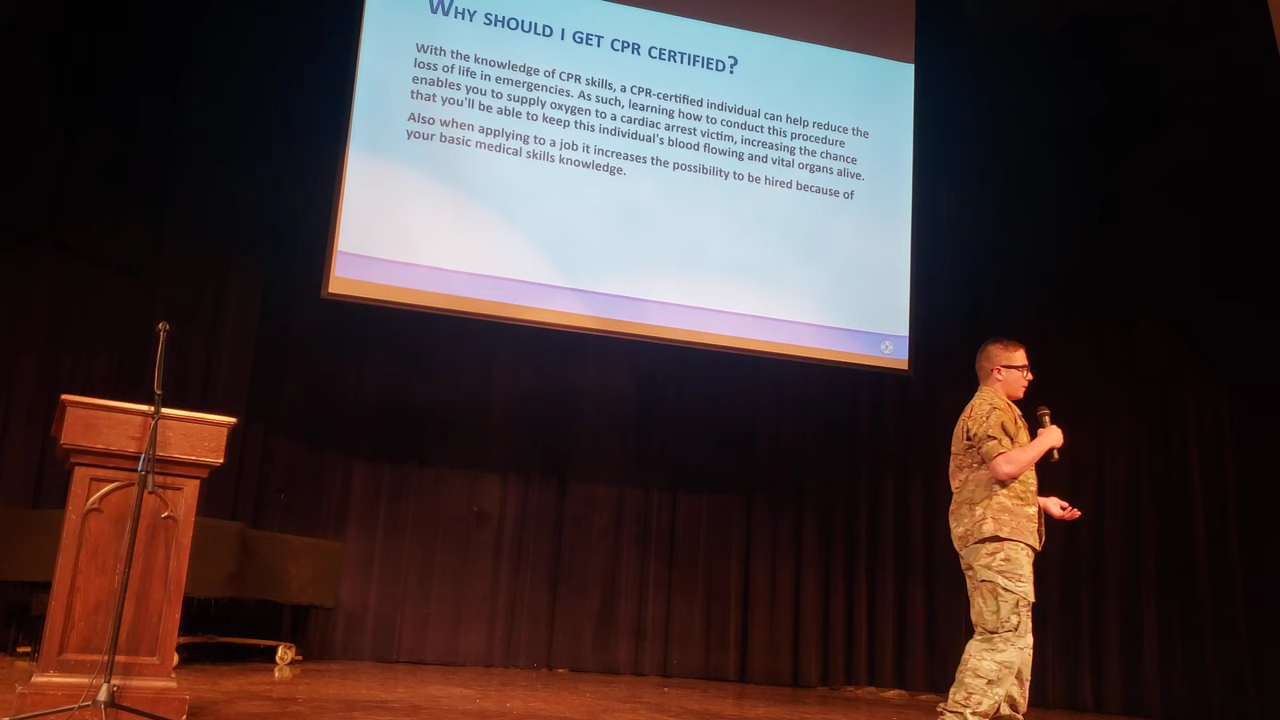 WHY SHOULD I GET CPR CERTIFIED?
With the knowledge of CPR skills, a CPR-certified individual can help reduce the
loss of life in emergencies. As such, learning how to conduct this procedure
enables you to supply oxygen to a cardiac arrest victim, increasing the chance
that you'll be able to keep this individual's blood flowing and vital organs alive.
Also when applying to a job it increases the possibility to be hired because of
your basic medical skills knowledge.